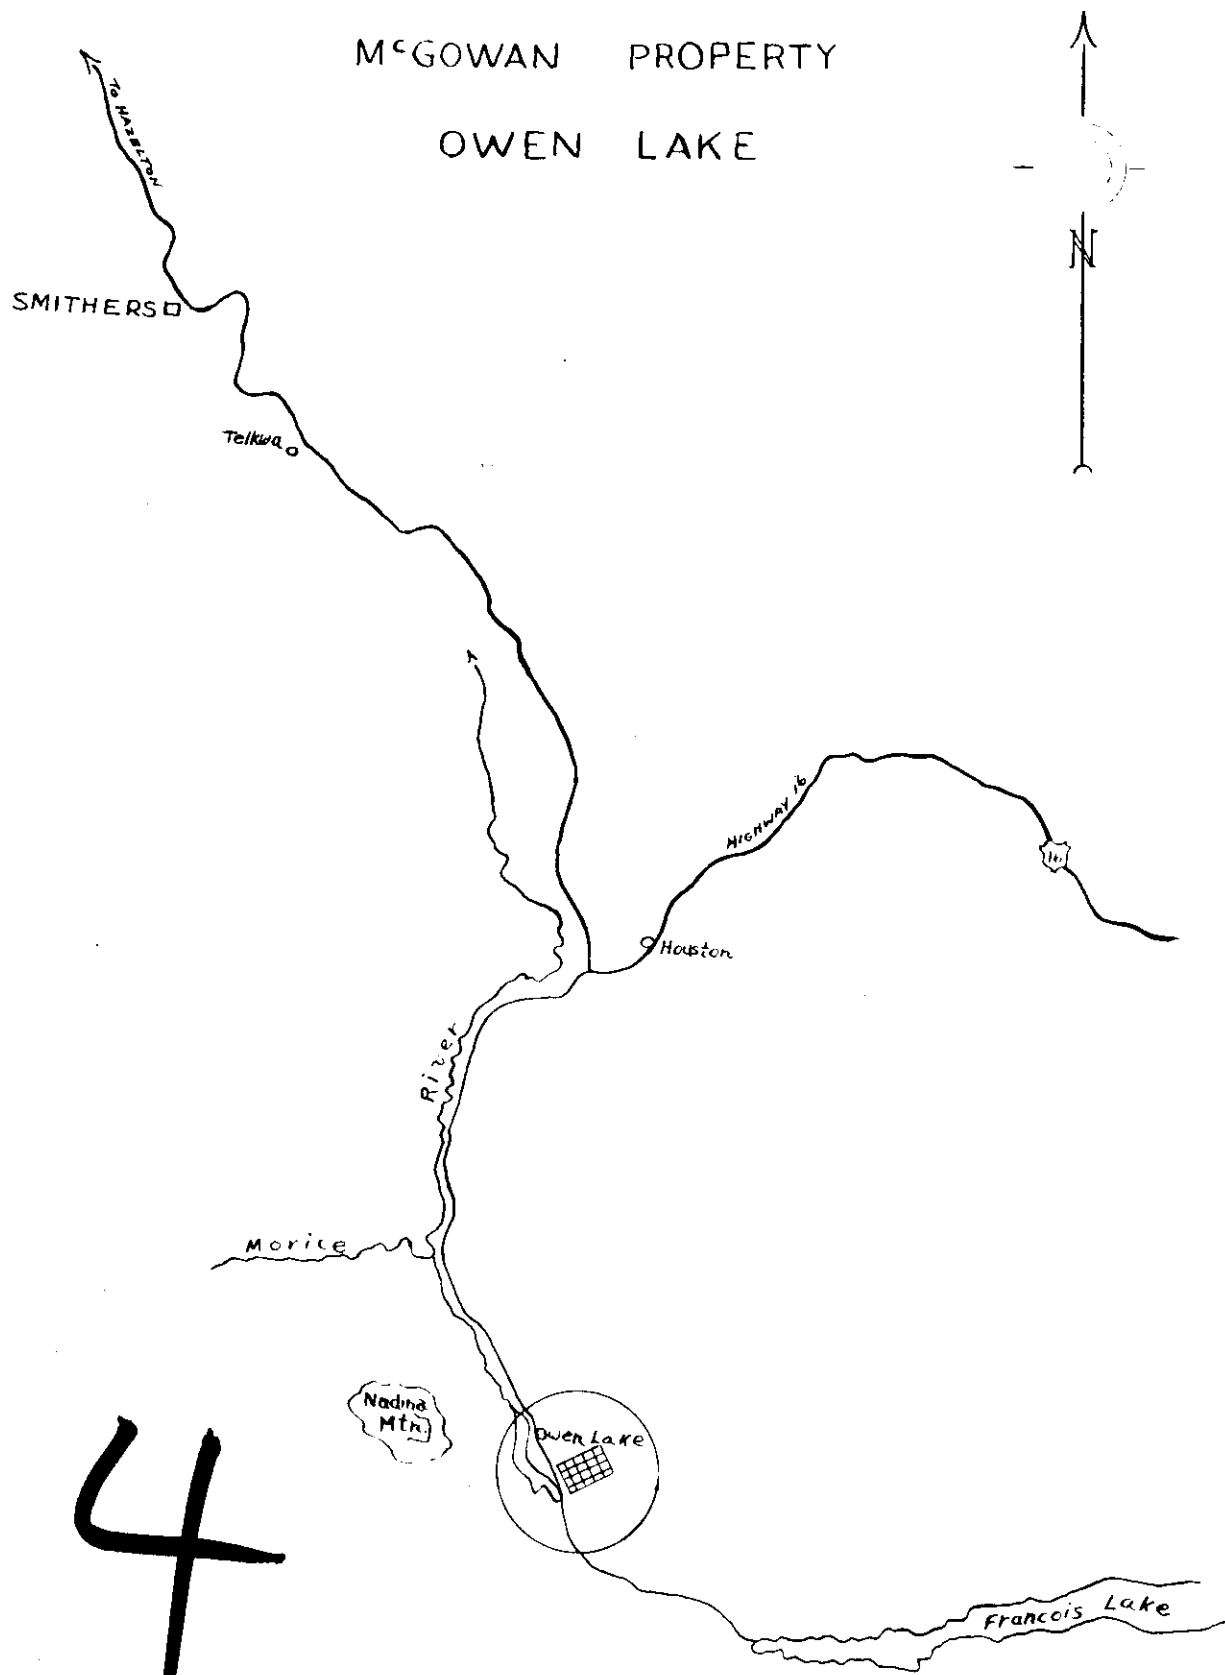 McGOWAN PROPERTY
OWEN LAKE
To HAZELTON
N
SMITHERS
Telkwa
HIGHWAY 16
16
Houston
River
Morice
Nadina
Mtn.
Owen Lake
4
Francois Lake